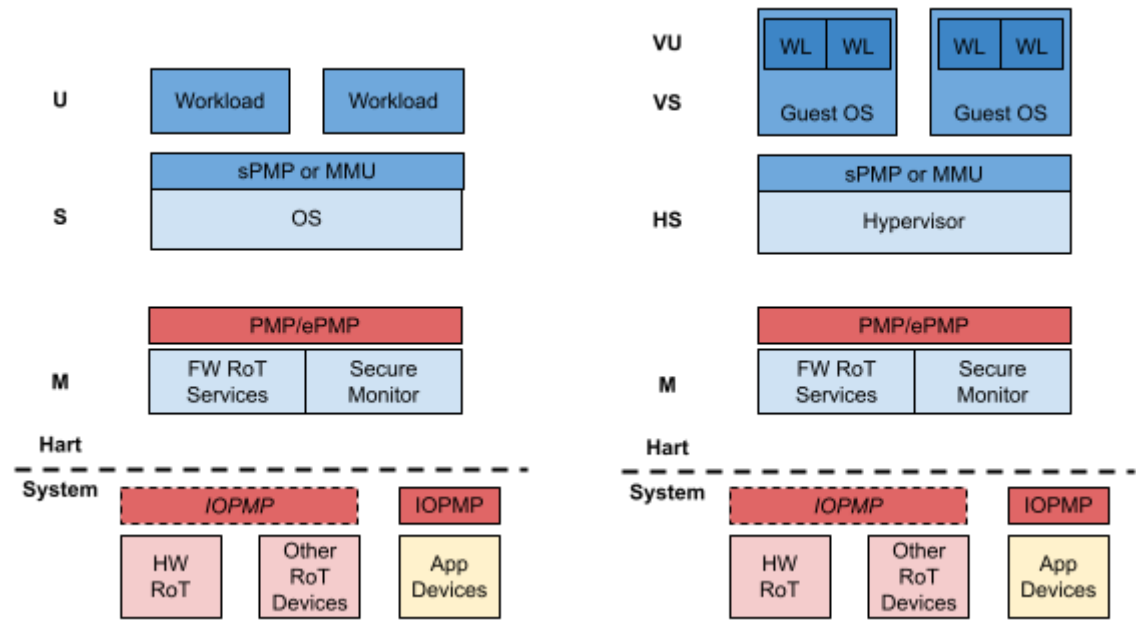 U
Workload
Workload
sPMP or MMU
S
OS
PMP/ePMP
M
FW RoT
Services
Secure
Monitor
Hart
System
IOPMP
IOPMP
HW
RoT
Other
RoT
Devices
App
Devices
VU
WL
WL
WL
WL
VS
Guest OS
Guest OS
sPMP or MMU
HS
Hypervisor
PMP/ePMP
M
FW RoT
Services
Secure
Monitor
Hart
System
IOPMP
IOPMP
HW
RoT
Other
RoT
Devices
App
Devices